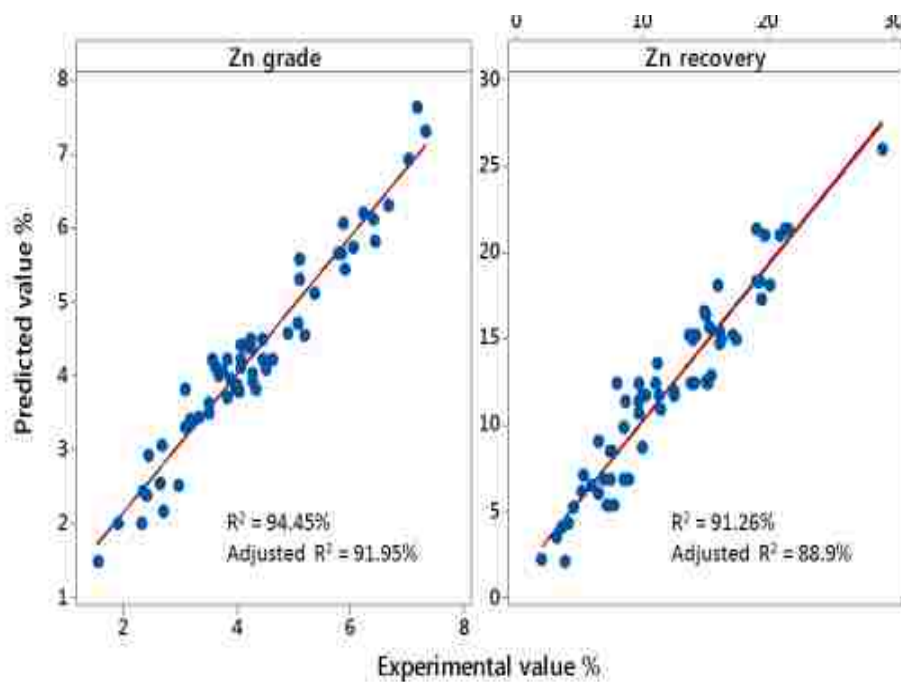 0 10 20 30
Zn grade
Zn recovery
Predicted value %
8
7
6
5
4
3
2
1
R² = 94.45%
Adjusted R² = 91.95%
2 4 6 8
30
25
20
15
10
5
0
R² = 91.26%
Adjusted R² = 88.9%
Experimental value %